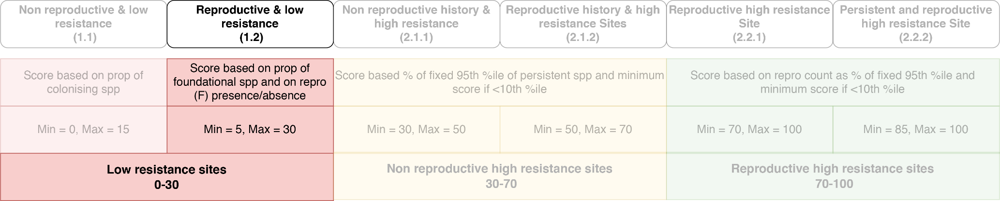 Non reproductive & low
resistance
(1.1)
Reproductive & low
resistance
(1.2)
Non reproductive history &
high resistance
(2.1.1)
Reproductive history & high
resistance Sites
(2.1.2)
Reproductive high resistance
Site
(2.2.1)
Persistent and reproductive
high resistance Site
(2.2.2)
Score based on prop of
colonising spp
Score based on prop of
foundational spp and on repro
(F) presence/absence
Score based % of fixed 95th %ile of persistent spp and minimum
score if <10th %ile
Score based on repro count as % of fixed 95th %ile and
minimum score if <10th %ile
Min = 0, Max = 15
Min = 5, Max = 30
Min = 30, Max = 50
Min = 50, Max = 70
Min = 70, Max = 100
Min = 85, Max = 100
Low resistance sites
0-30
Non reproductive high resistance sites
30-70
Reproductive high resistance sites
70-100